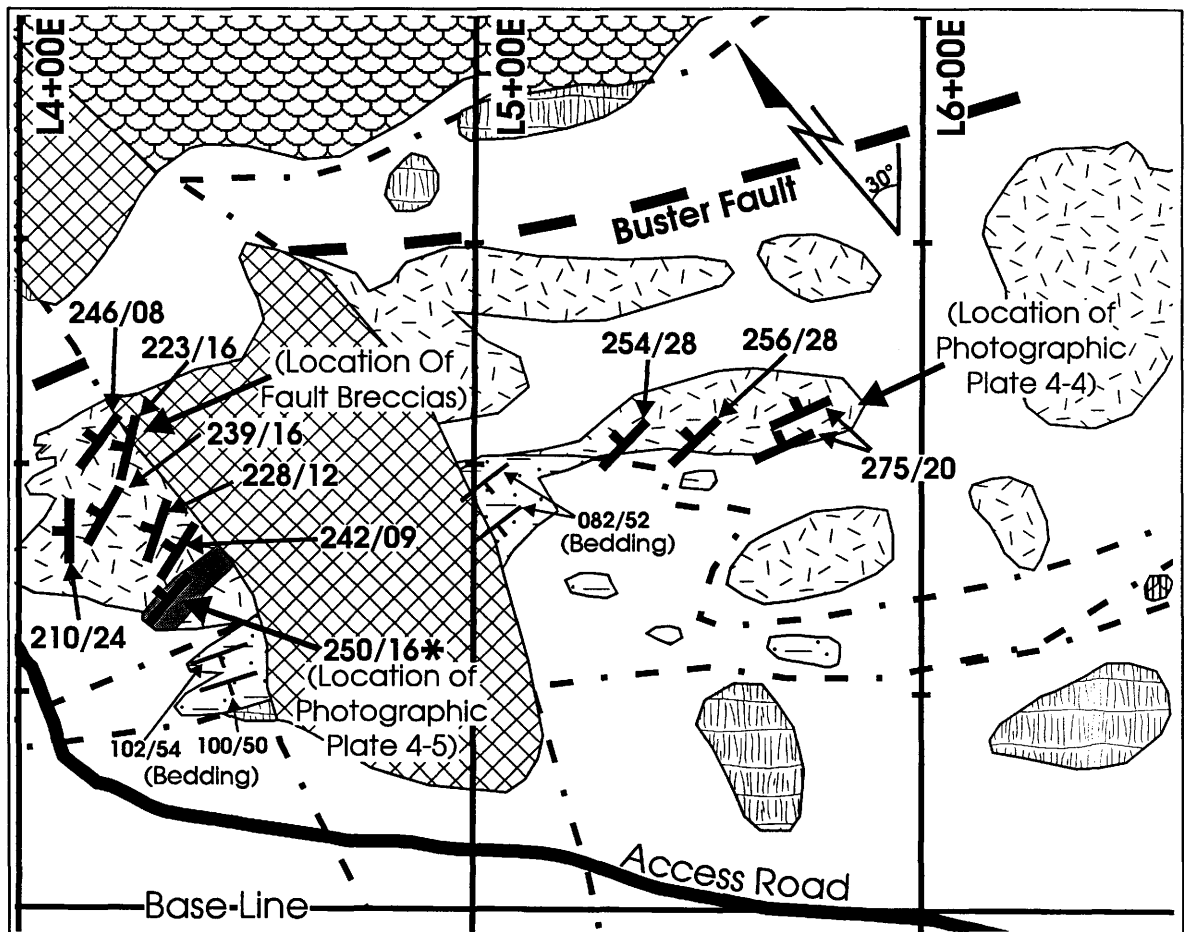 L4+00E
L5+00E
L6+00E
30°
Buster Fault
246/08
223/16
(Location Of
Fault Breccias)
254/28
256/28
(Location of
Photographic
Plate 4-4)
239/16
228/12
275/20
082/52
(Bedding)
242/09
210/24
250/16*
(Location of
Photographic
Plate 4-5)
102/54
100/50
(Bedding)
Access Road
Base-Line